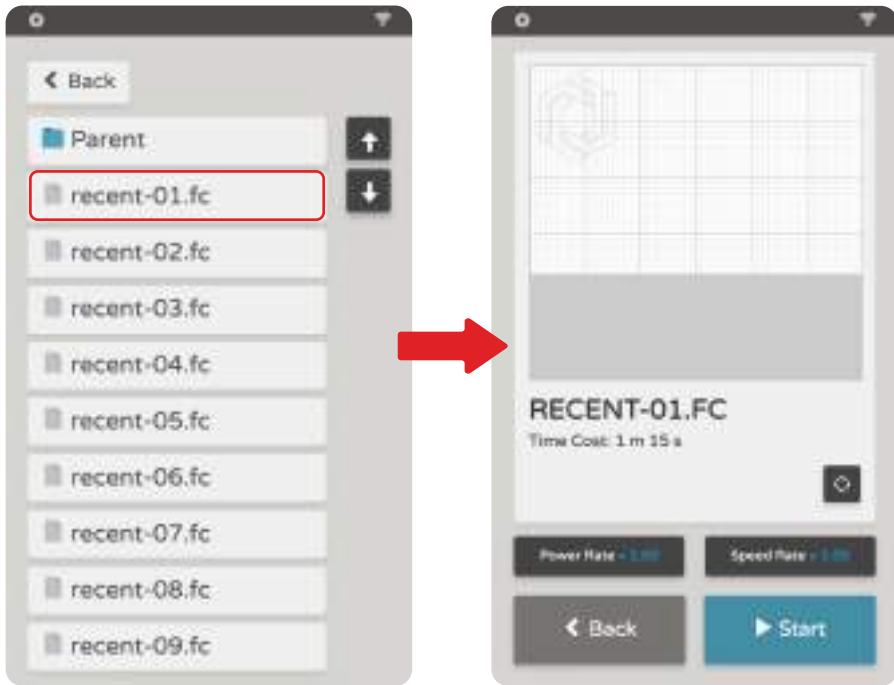 Back
Parent
recent-01.fc
recent-02.fc
recent-03.fc
recent-04.fc
recent-05.fc
recent-06.fc
recent-07.fc
recent-08.fc
recent-09.fc
RECENT-01.FC
Time Cost: 1 m 15 s
Power Rate
Speed Rate
Back
Start